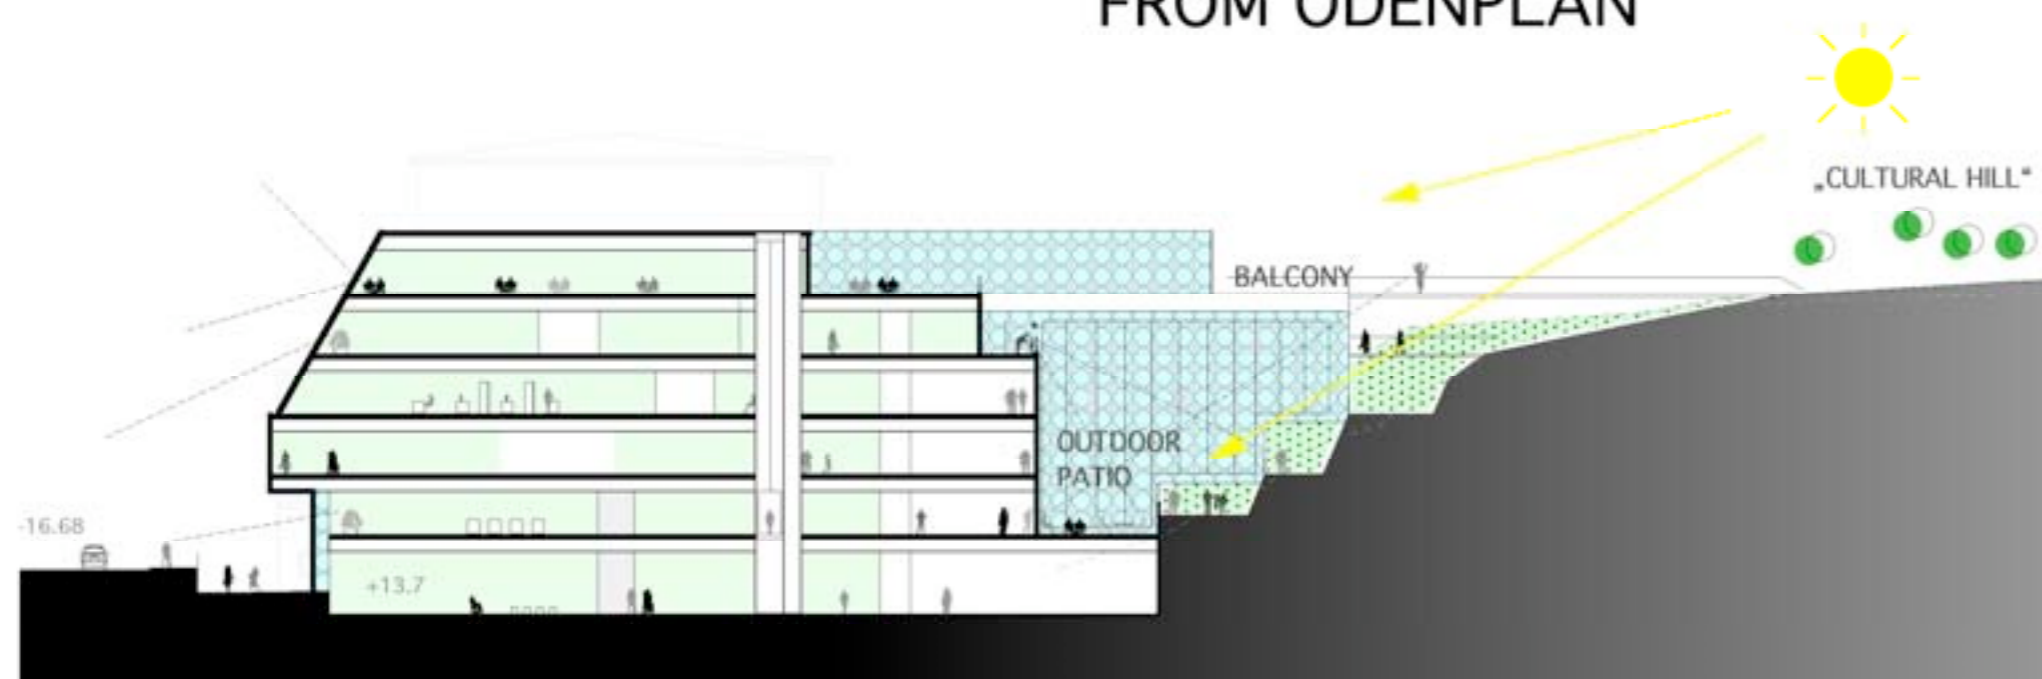 FROM ODENPLAN
„CULTURAL HILL“
BALCONY
OUTDOOR
PATIO
-16.68
+13.7